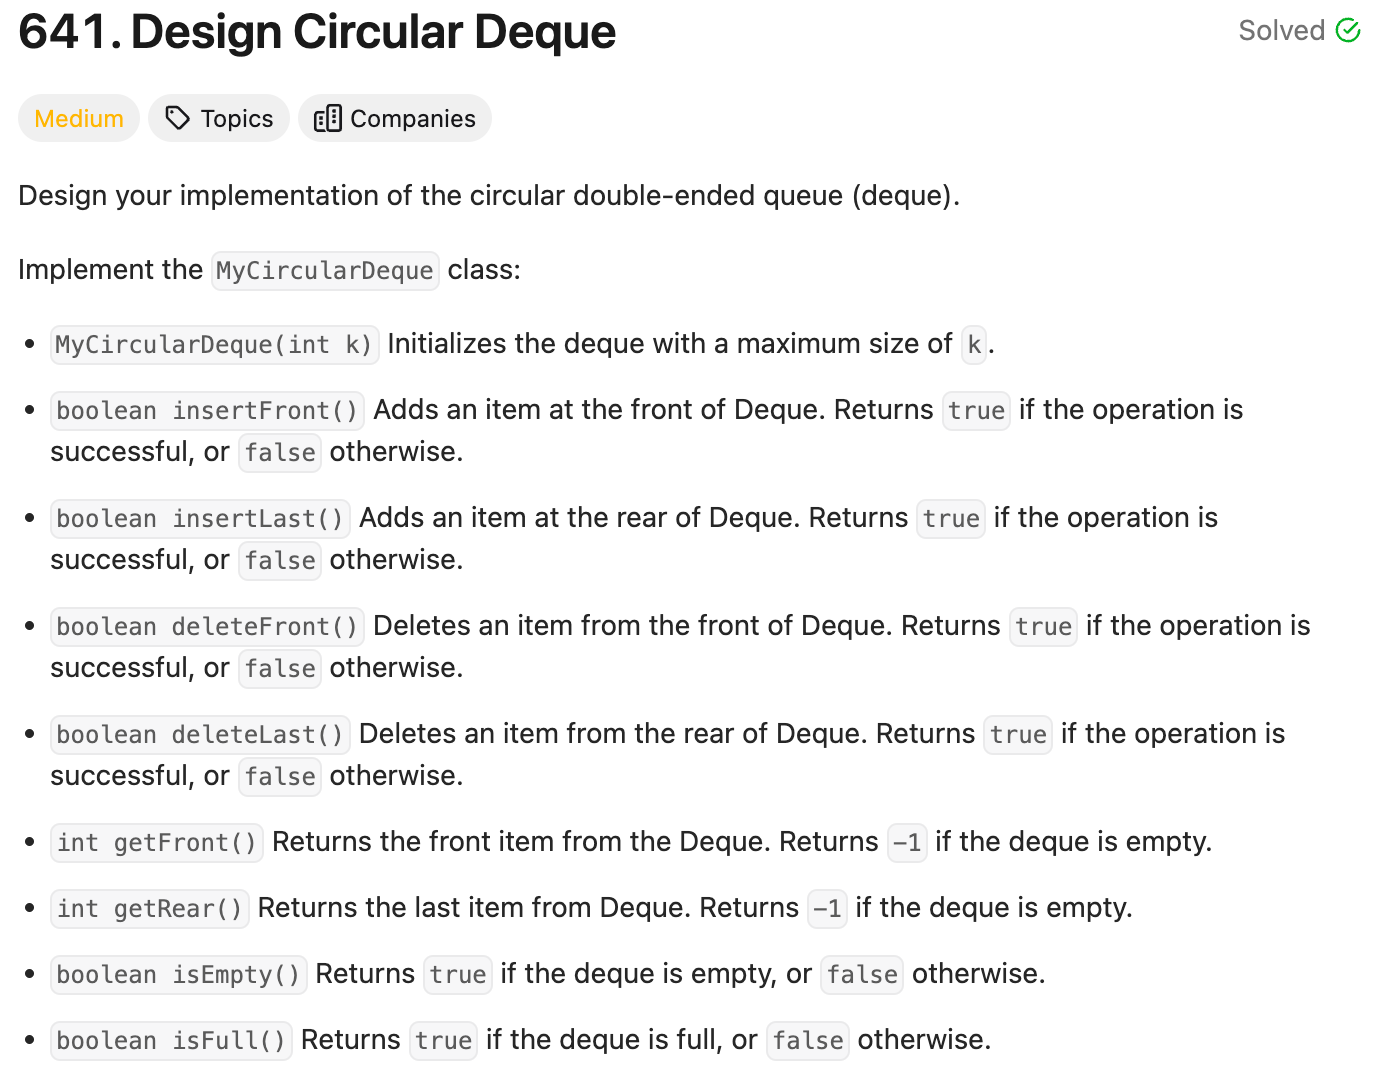 641. Design Circular Deque
Solved
Medium
Topics
Companies
Design your implementation of the circular double-ended queue (deque).
Implement the MyCircularDeque class:
• MyCircularDeque(int k) Initializes the deque with a maximum size of k.
• boolean insertFront() Adds an item at the front of Deque. Returns true if the operation is
successful, or false otherwise.
• boolean insertLast() Adds an item at the rear of Deque. Returns true if the operation is
successful, or false otherwise.
• boolean deleteFront() Deletes an item from the front of Deque. Returns true if the operation is
successful, or false otherwise.
• boolean deleteLast() Deletes an item from the rear of Deque. Returns true if the operation is
successful, or false otherwise.
• int getFront() Returns the front item from the Deque. Returns -1 if the deque is empty.
• int getRear() Returns the last item from Deque. Returns -1 if the deque is empty.
• boolean isEmpty() Returns true if the deque is empty, or false otherwise.
• boolean isFull() Returns true if the deque is full, or false otherwise.